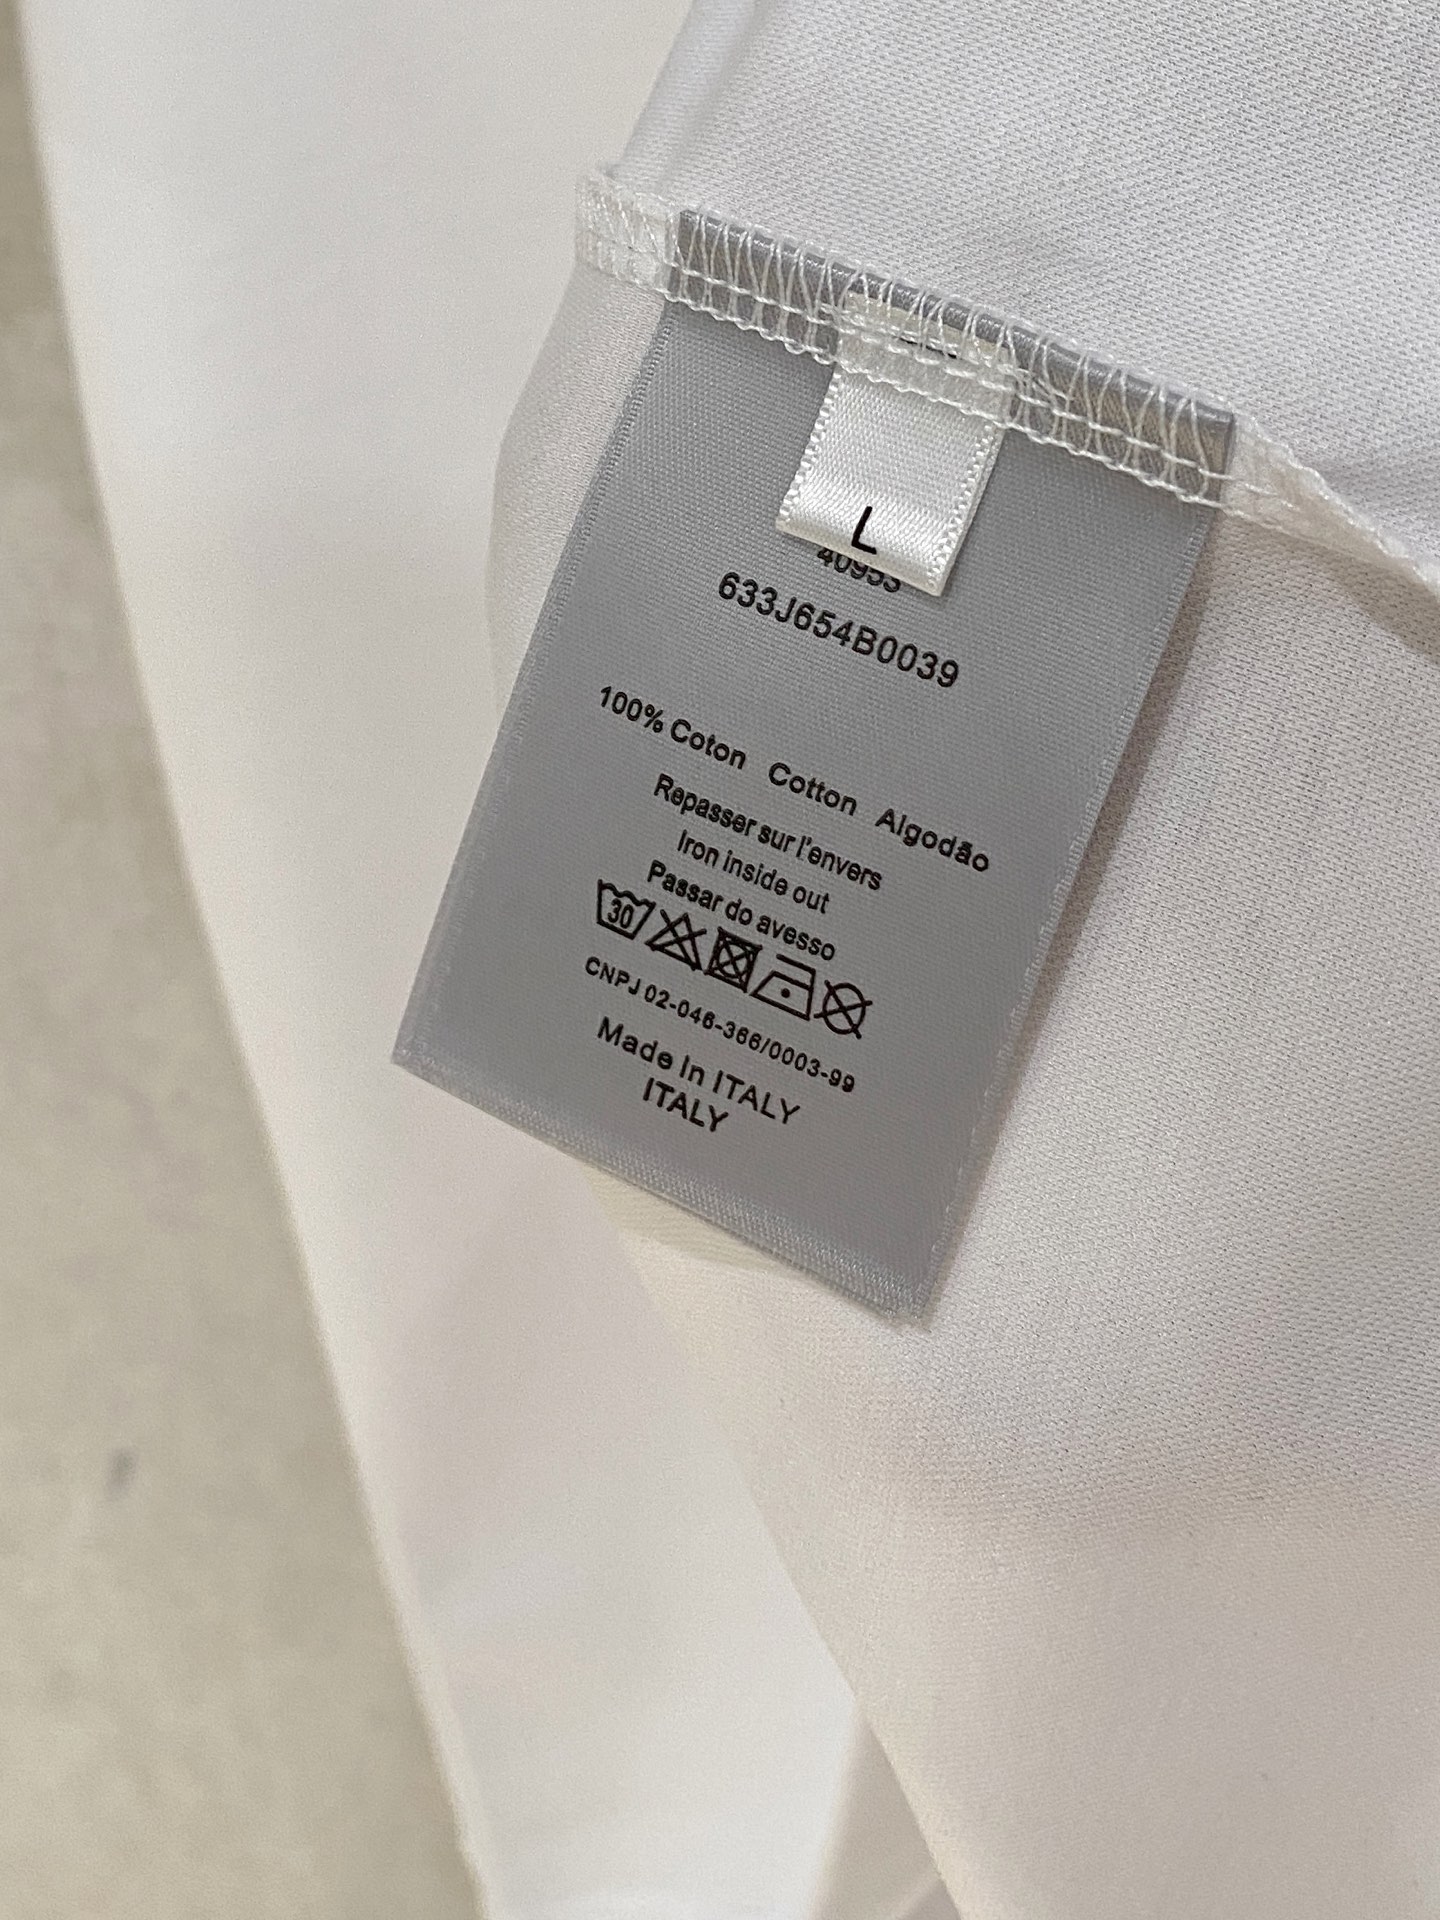 L
40953
633J654B0039
100% Coton Cotton Algodão
Repasser sur l'envers
Iron inside out
Passar do avesso
30
CNPJ 02-046-366/0003-99
Made In ITALY
ITALY